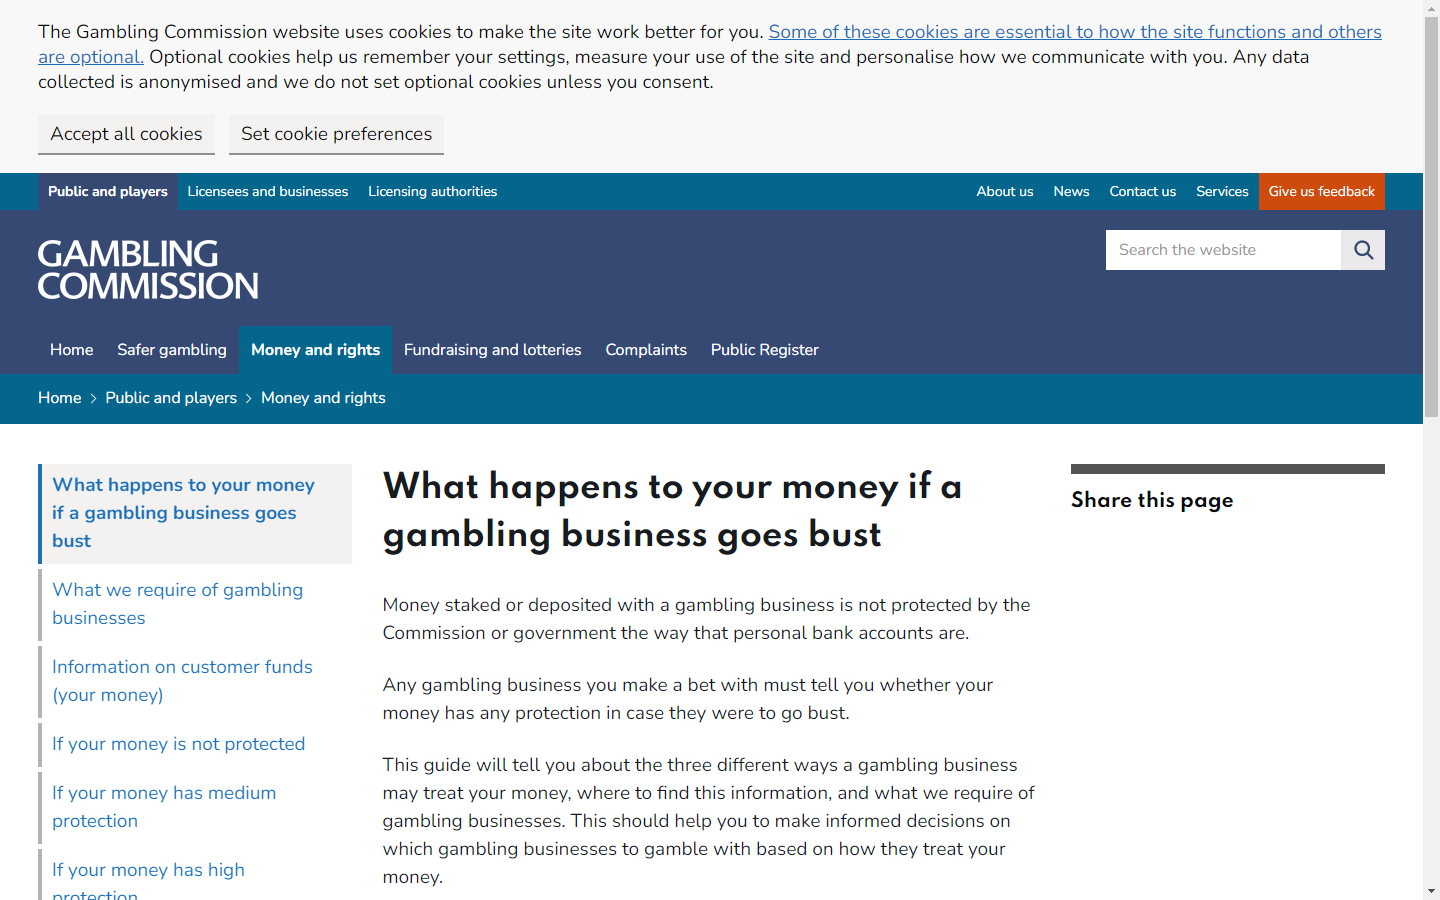 The Gambling Commission website uses cookies to make the site work better for you. Some of these cookies are essential to how the site functions and others
are optional. Optional cookies help us remember your settings, measure your use of the site and personalise how we communicate with you. Any data
collected is anonymised and we do not set optional cookies unless you consent.
Accept all cookies
Set cookie preferences
Public and players
Licensees and businesses
Licensing authorities
About us
News
Contact us
Services
Give us feedback
GAMBLING
COMMISSION
Search the website
Home
Safer gambling
Money and rights
Fundraising and lotteries
Complaints
Public Register
Home > Public and players > Money and rights
What happens to your money
if a gambling business goes
bust
What we require of gambling
businesses
Information on customer funds
(your money)
If your money is not protected
If your money has medium
protection
If your money has high
protection
What happens to your money if a
gambling business goes bust
Money staked or deposited with a gambling business is not protected by the
Commission or government the way that personal bank accounts are.
Any gambling business you make a bet with must tell you whether your
money has any protection in case they were to go bust.
This guide will tell you about the three different ways a gambling business
may treat your money, where to find this information, and what we require of
gambling businesses. This should help you to make informed decisions on
which gambling businesses to gamble with based on how they treat your
money.
Share this page